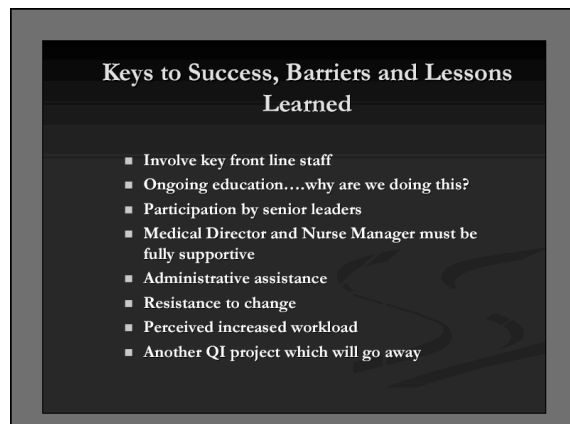 Keys to Success, Barriers and Lessons
Learned
■ Involve key front line staff
■ Ongoing education….why are we doing this?
■ Participation by senior leaders
■ Medical Director and Nurse Manager must be
fully supportive
■ Administrative assistance
■ Resistance to change
■ Perceived increased workload
■ Another QI project which will go away